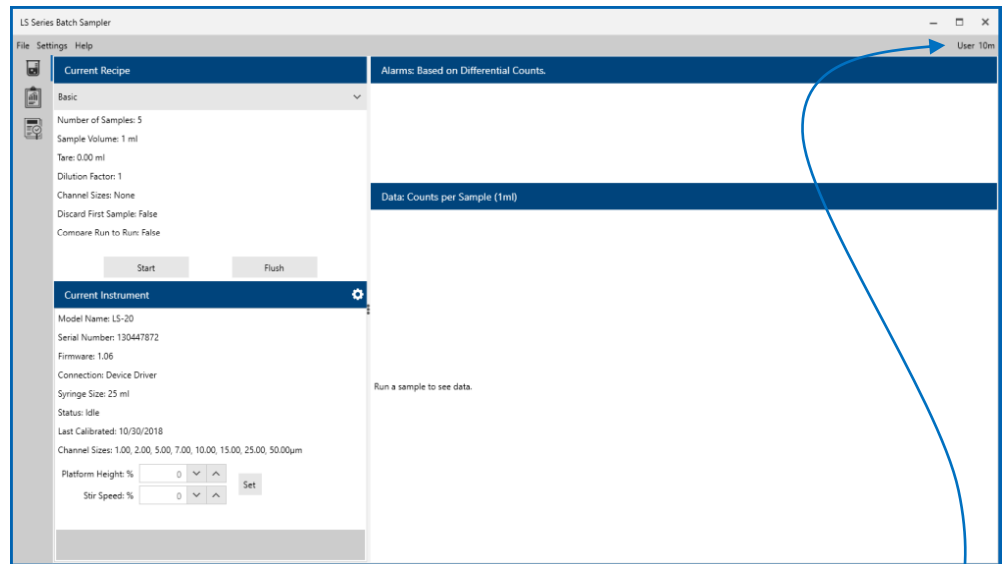 LS Series Batch Sampler
File Settings Help
User 10m
Current Recipe
Basic
Number of Samples: 5
Sample Volume: 1 ml
Tare: 0.00 ml
Dilution Factor: 1
Channel Sizes: None
Discard First Sample: False
Compare Run to Run: False
Start
Flush
Current Instrument
Model Name: LS-20
Serial Number: 130447872
Firmware: 1.06
Connection: Device Driver
Syringe Size: 25 ml
Status: Idle
Last Calibrated: 10/30/2018
Channel Sizes: 1.00, 2.00, 5.00, 7.00, 10.00, 15.00, 25.00, 50.00µm
Platform Height: % 0
Stir Speed: % 0
Set
Alarms: Based on Differential Counts.
Data: Counts per Sample (1ml)
Run a sample to see data.